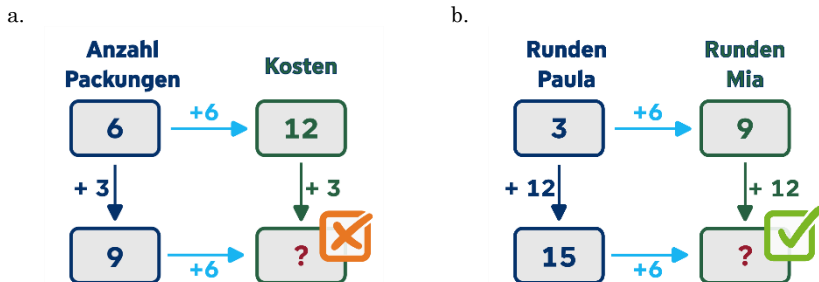 a.
Anzahl
Packungen
Kosten
6
+6
12
+ 3
+ 3
9
+6
?
b.
Runden
Paula
Runden
Mia
3
+6
9
+ 12
+ 12
15
+6
?